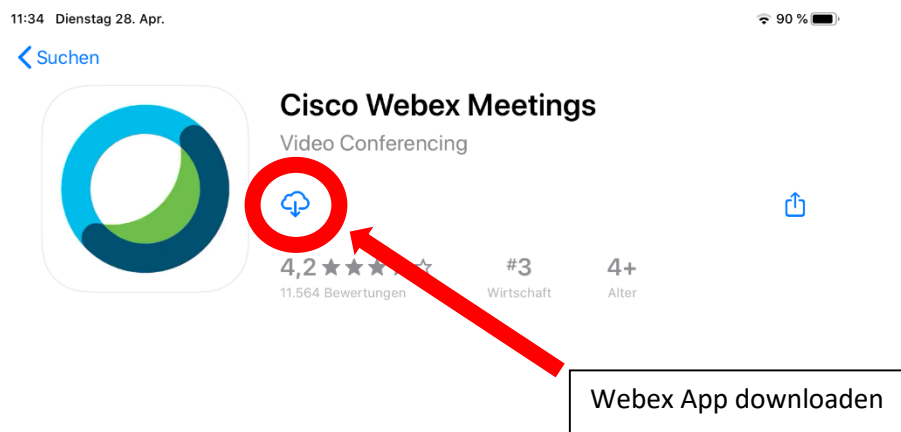 11:34 Dienstag 28. Apr.
90 %
Suchen
Cisco Webex Meetings
Video Conferencing
4,2
#3
4+
11.564 Bewertungen
Wirtschaft
Alter
Webex App downloaden